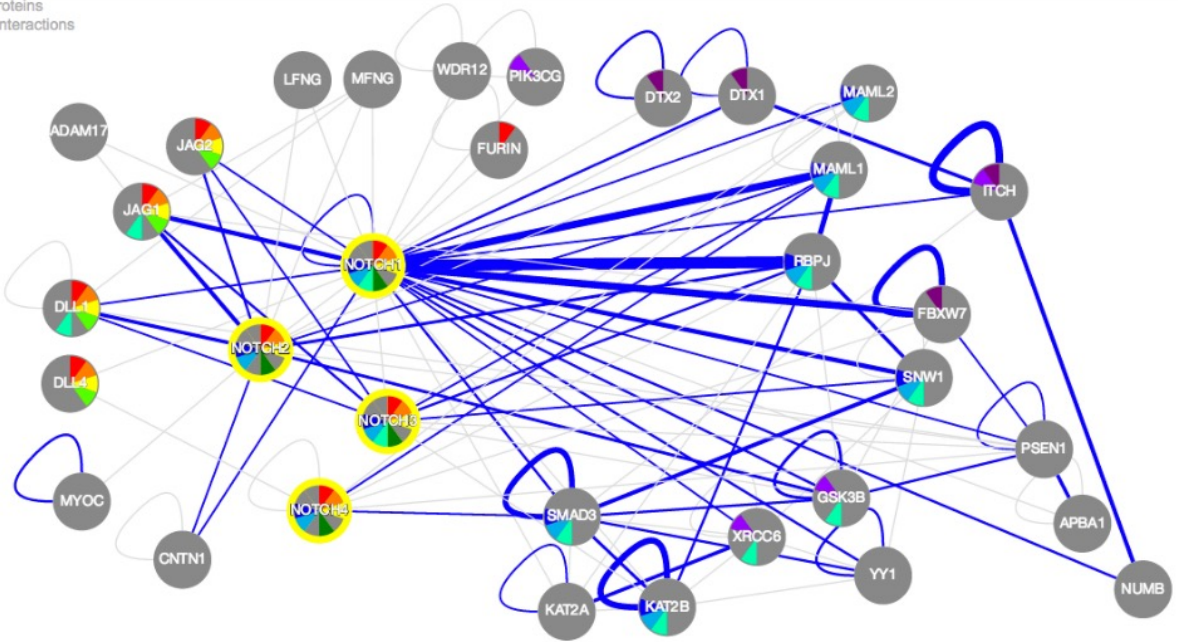 nteractions
WDR12
LFNG
MFNG
PIK3CG
DTX2
DTX1
MAML2
ADAM17
JAG2
FURIN
MAML1
ITCH
JAG1
NOTCH1
RBPJ
DLL1
FBXW7
NOTCH2
SNW1
DLL4
NOTCH3
PSEN1
MYOC
NOTCH4
SMAD3
GSK3B
APBA1
XRCC6
CNTN1
YY1
NUMB
KAT2A
KAT2B